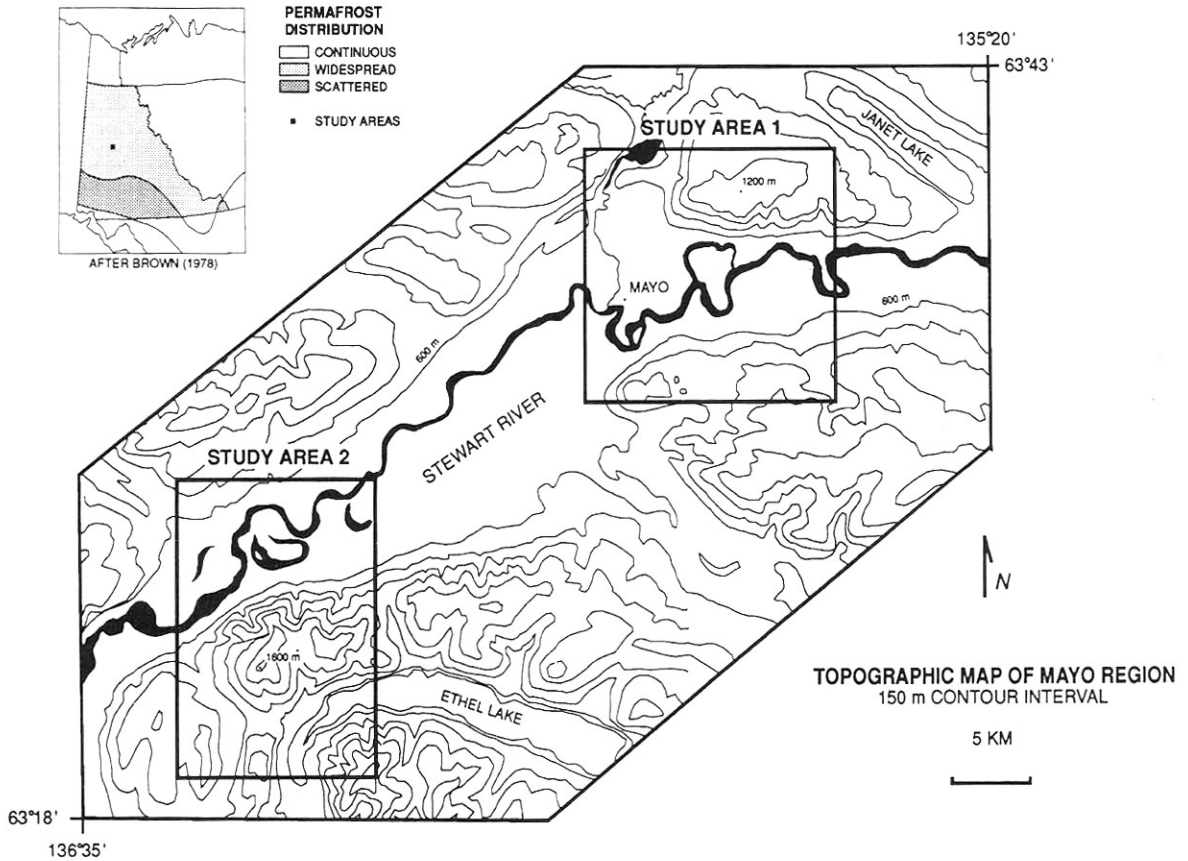 PERMAFROST
DISTRIBUTION
CONTINUOUS
WIDESPREAD
SCATTERED
STUDY AREAS
AFTER BROWN (1978)
135°20'
63°43'
STUDY AREA 1
JANET LAKE
1200 m
MAYO
600 m
600 m
STEWART RIVER
STUDY AREA 2
N
1600 m
ETHEL LAKE
TOPOGRAPHIC MAP OF MAYO REGION
150 m CONTOUR INTERVAL
5 KM
63°18'
136°35'